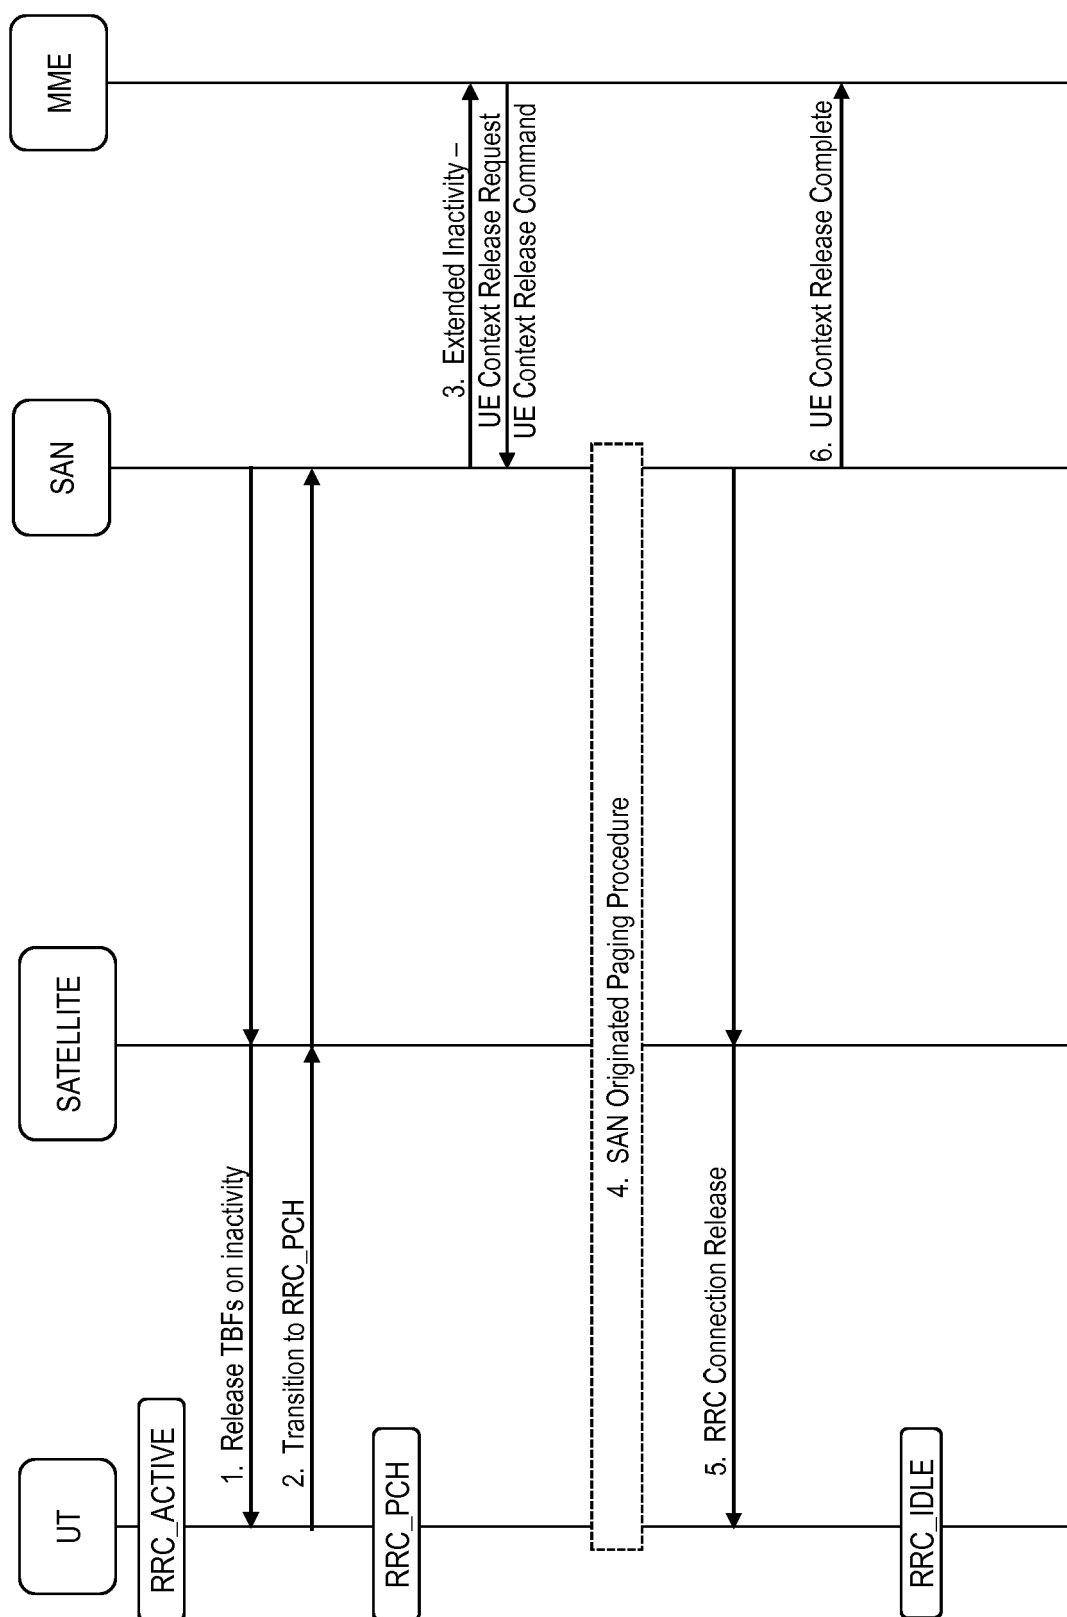 UT
SATELLITE
SAN
MME
RRC_ACTIVE
1. Release TBFs on inactivity
2. Transition to RRC_PCH
RRC_PCH
3. Extended Inactivity –
UE Context Release Request
UE Context Release Command
4. SAN Originated Paging Procedure
5. RRC Connection Release
6. UE Context Release Complete
RRC_IDLE